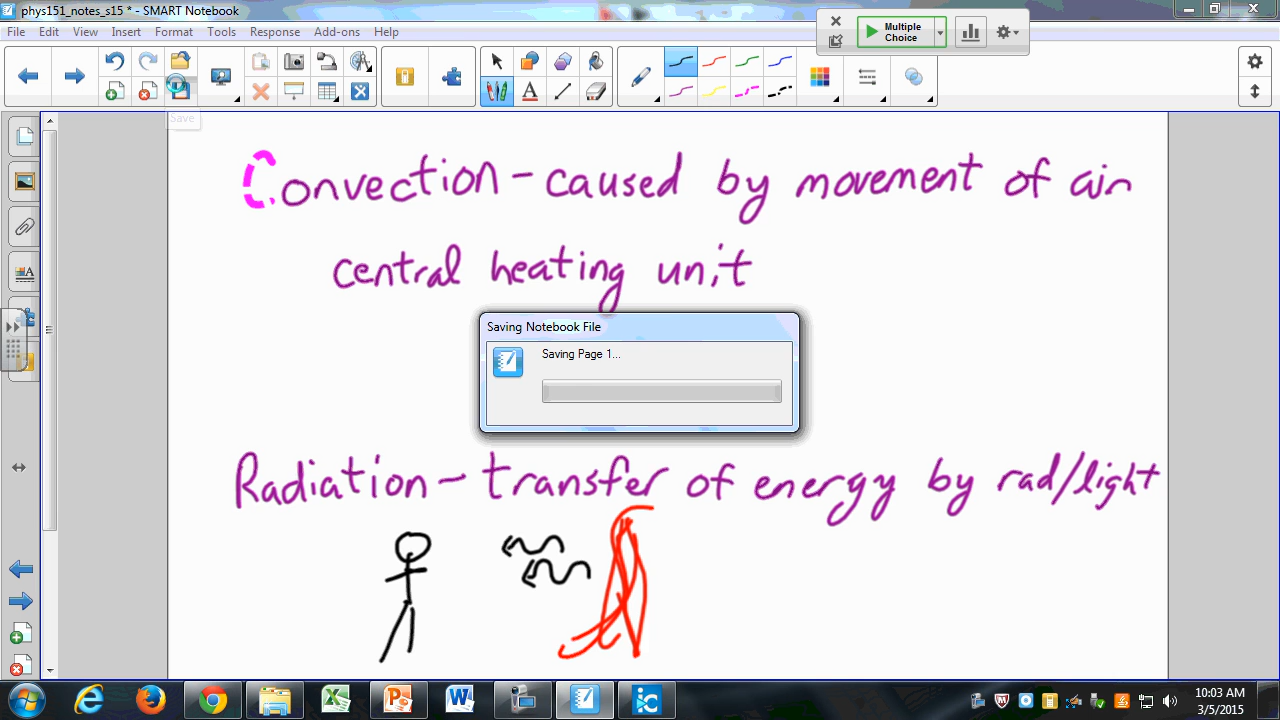 phys151_notes_s15 * - SMART Notebook
File Edit View Insert Format Tools Response Add-ons Help
Multiple Choice
Save
Convection - caused by movement of air
central heating unit
Saving Notebook File
Saving Page 1...
Radiation - transfer of energy by rad/light
10:03 AM
3/5/2015